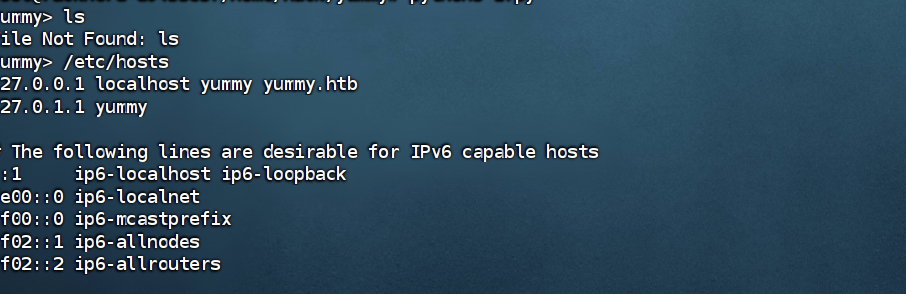 ummy> ls
ile Not Found: ls
ummy> /etc/hosts
27.0.0.1 localhost yummy yummy.htb
27.0.1.1 yummy
The following lines are desirable for IPv6 capable hosts
:1 ip6-localhost ip6-loopback
e00::0 ip6-localnet
f00::0 ip6-mcastprefix
f02::1 ip6-allnodes
f02::2 ip6-allrouters